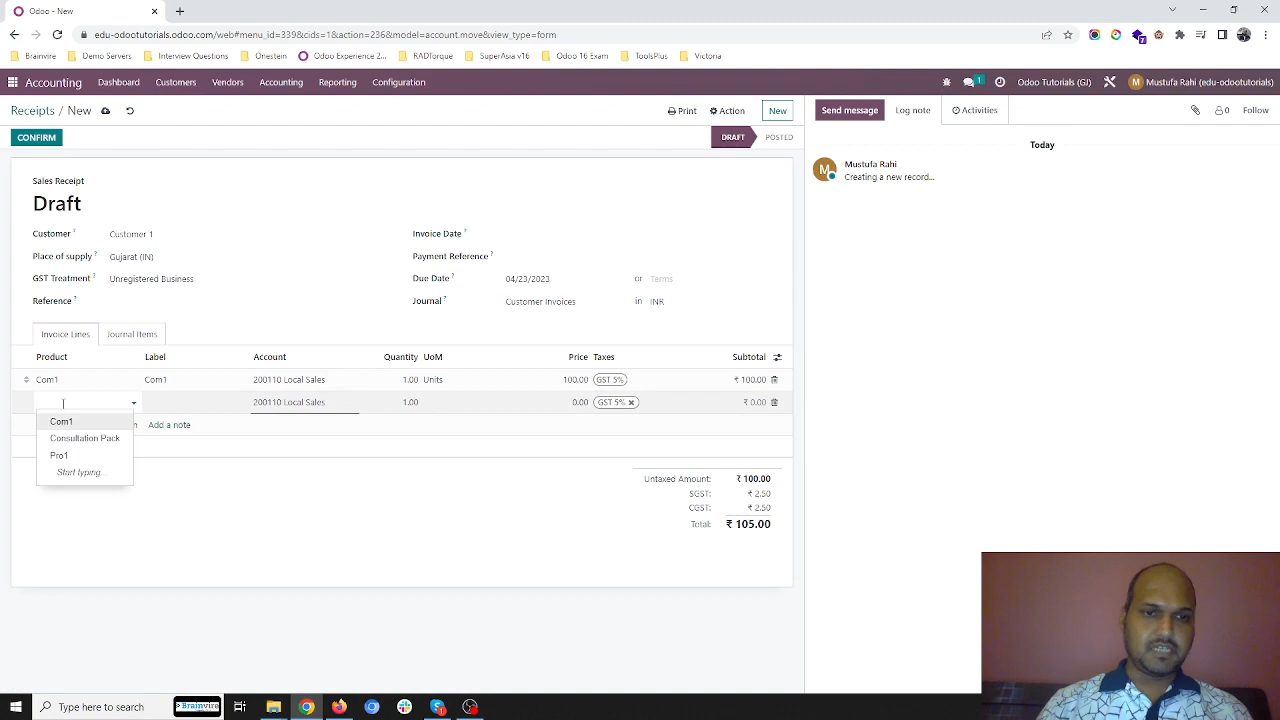 Odoo - New
edu-odootutorials.odoo.com/web#menu_id=339&cids=1&action=236&model=account.move&view_type=form
Brainvire Demo Servers Interview Questions Orestein Odoo Experience 2... RADforque SuperAsia v16 Odoo 16 Exam ToolsPlus Victoria
Accounting Dashboard Customers Vendors Accounting Reporting Configuration 1 Odoo Tutorials (GJ) M Mustufa Rahi (edu-odootutorials)
Receipts / New Print Action New Send message Log note Activities 0 Follow
CONFIRM DRAFT POSTED
Today
Sales Receipt
Draft
M Mustufa Rahi
Creating a new record...
Customer ? Customer 1 Invoice Date ?
Place of supply ? Gujarat (IN) Payment Reference ?
GST Treatment ? Unregistered Business Due Date ? 04/23/2023 or Terms
Reference ? Journal ? Customer Invoices in INR
Invoice Lines Journal Items
Product Label Account Quantity UoM Price Taxes Subtotal
Com1 Com1 200110 Local Sales 1.00 Units 100.00 GST 5% ₹ 100.00
200110 Local Sales 1.00 0.00 GST 5% × ₹ 0.00
Com1
Add a note
Consultation Pack
Pro1
Start typing...
Untaxed Amount: ₹ 100.00
SGST: ₹ 2.50
CGST: ₹ 2.50
Total: ₹ 105.00
Type here to search Brainvire